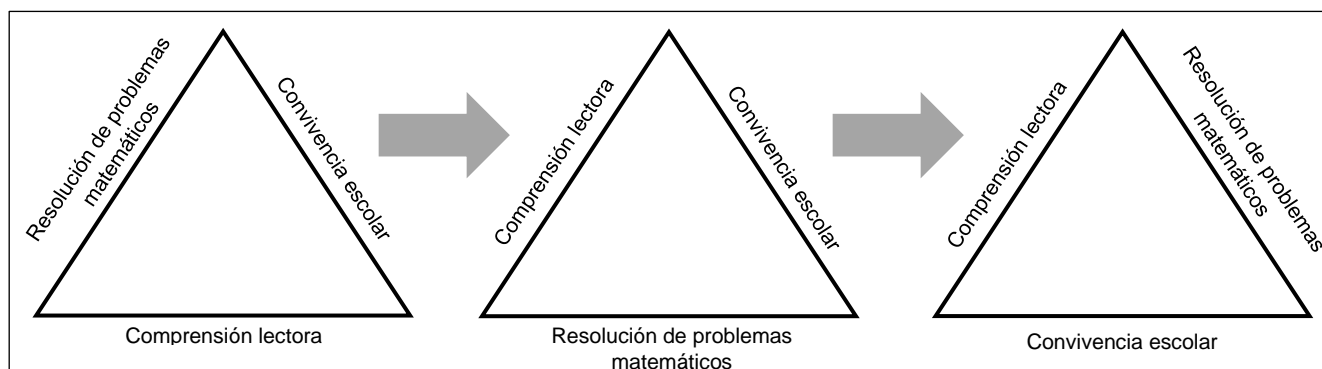 Resolución de problemas
matemáticos
Convivencia escolar
Comprensión lectora
Comprensión lectora
Convivencia escolar
Resolución de problemas
matemáticos
Comprensión lectora
Resolución de problemas
matemáticos
Convivencia escolar